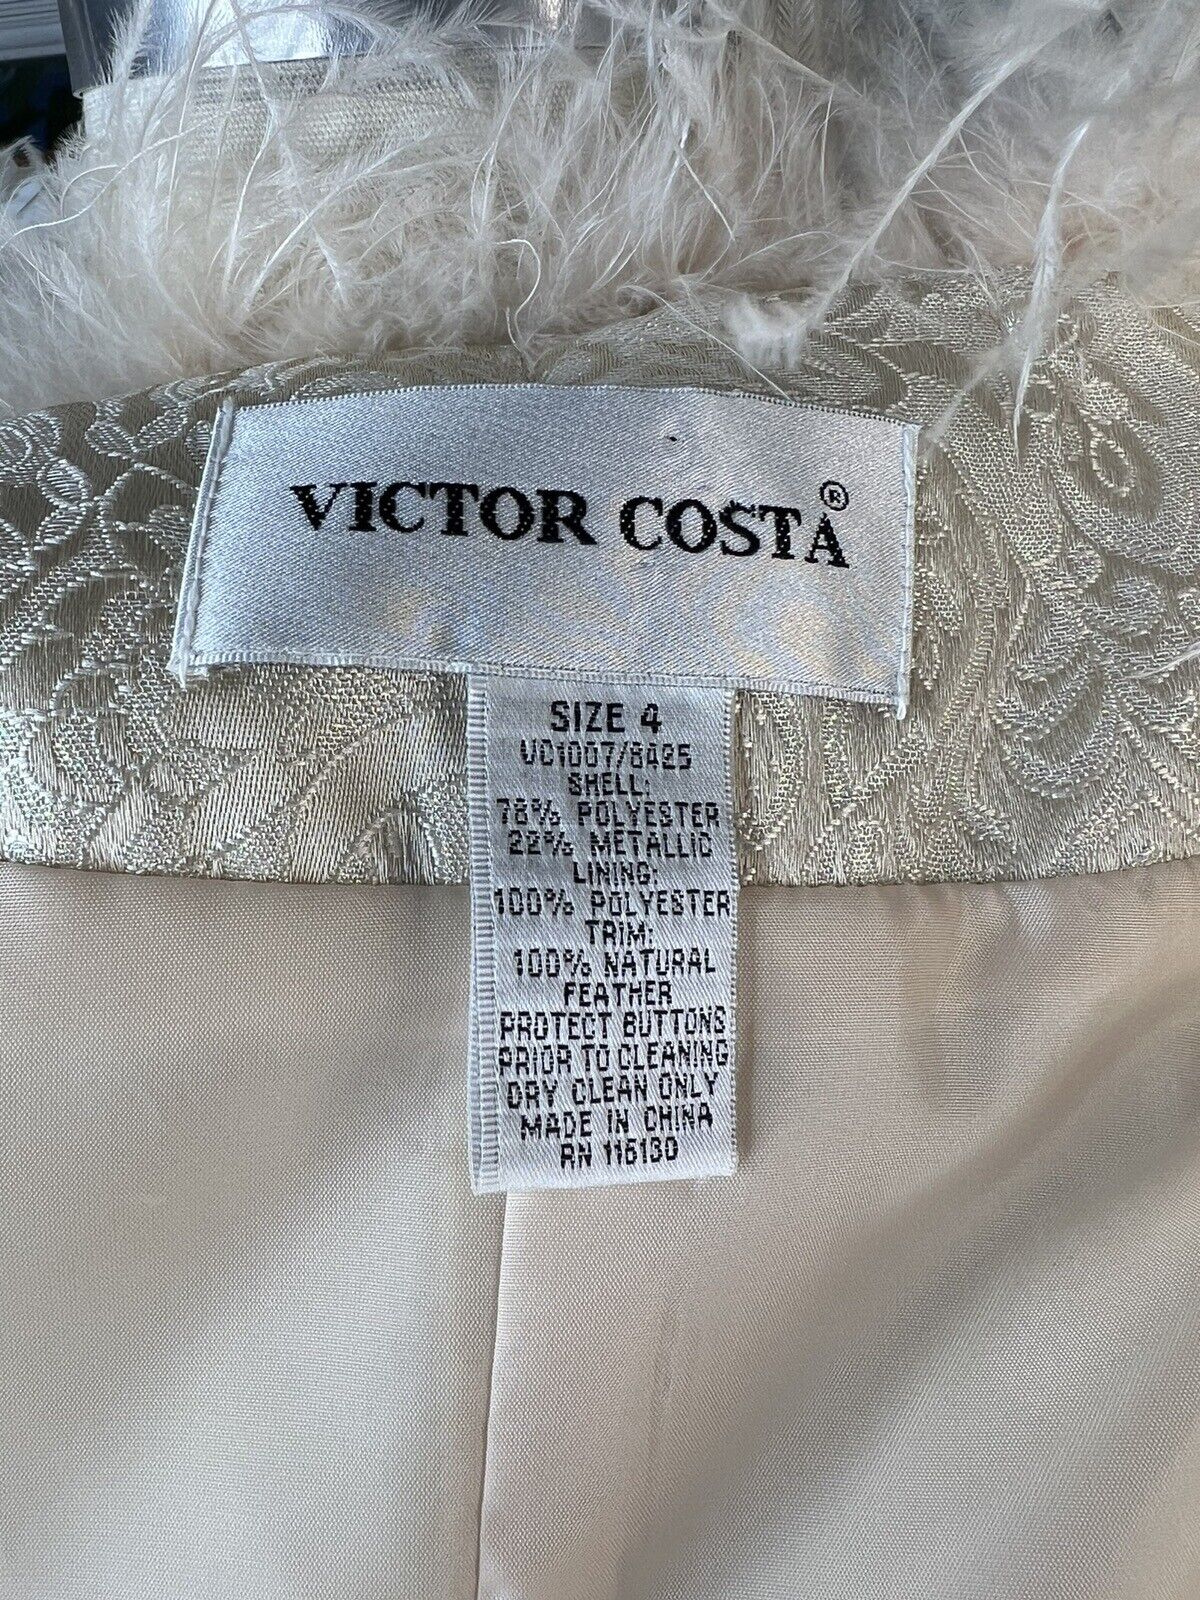 VICTOR COSTA®
SIZE 4
VC1007/8425
SHELL:
78% POLYESTER
22% METALLIC
LINING:
100% POLYESTER
TRIM:
100% NATURAL
FEATHER
PROTECT BUTTONS
PRIOR TO CLEANING
DRY CLEAN ONLY
MADE IN CHINA
RN 116130